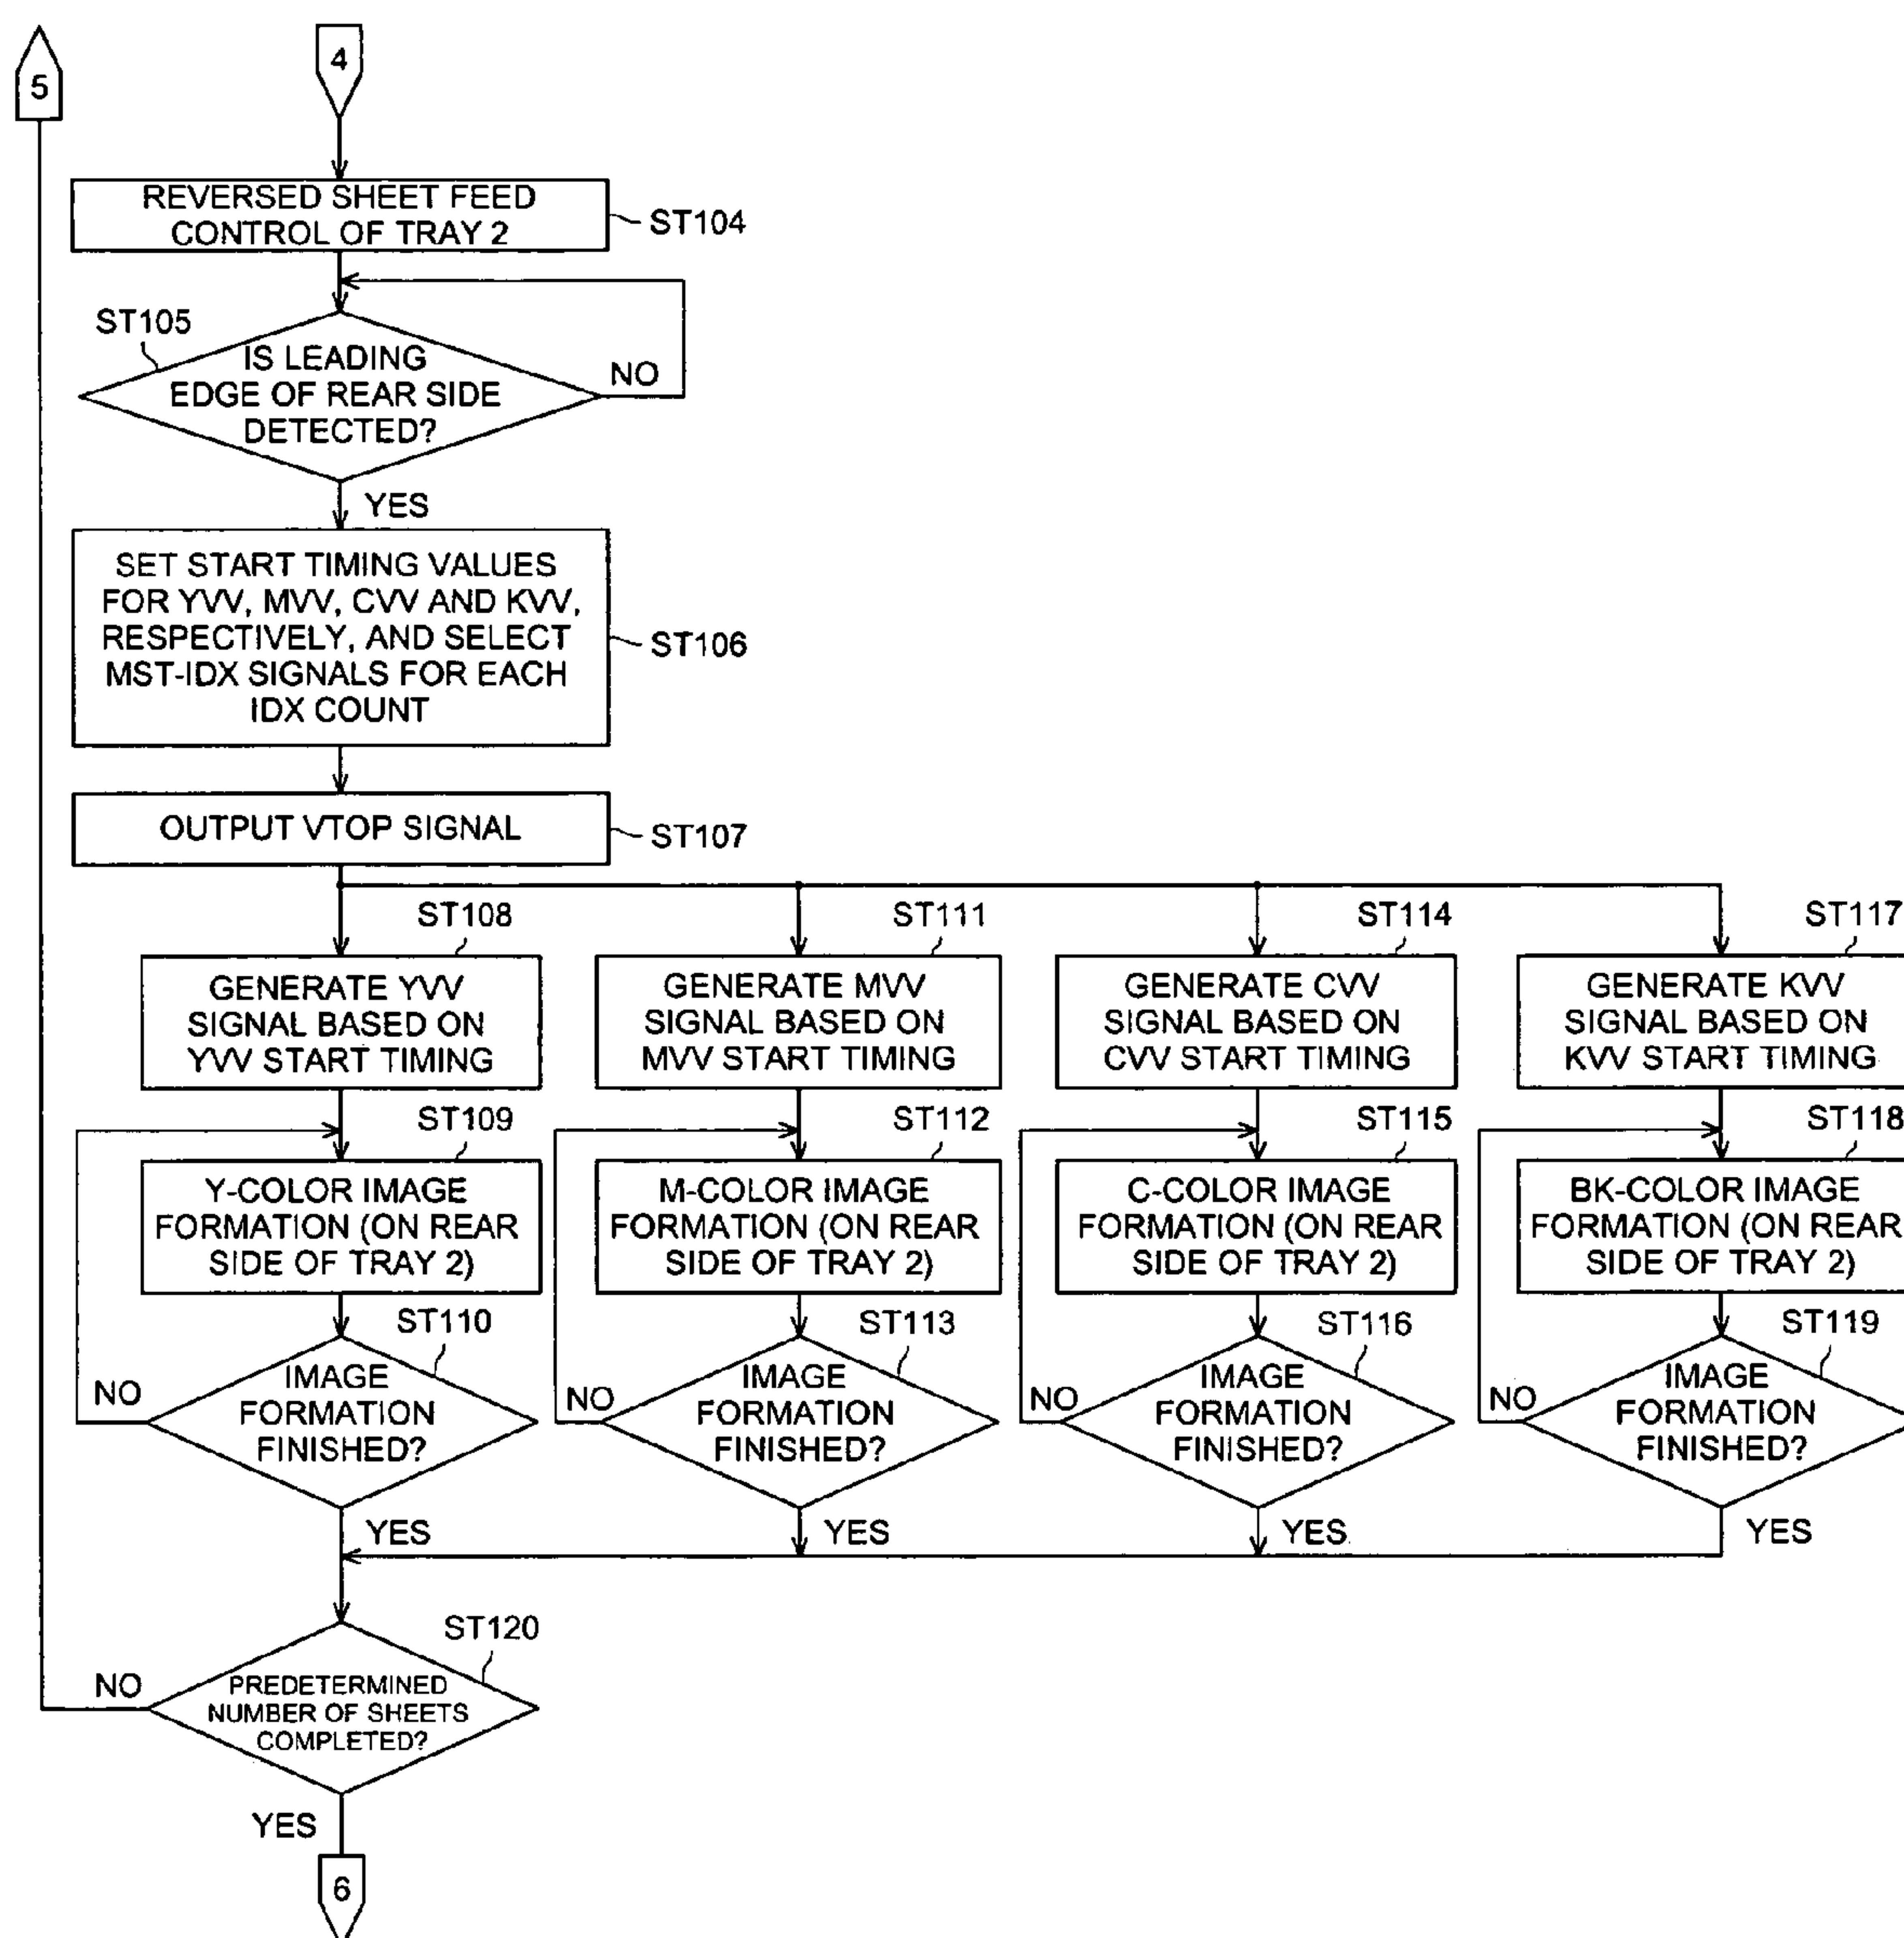 5
4
REVERSED SHEET FEED
CONTROL OF TRAY 2
ST104
ST105
IS LEADING
EDGE OF REAR SIDE
DETECTED?
NO
YES
SET START TIMING VALUES
FOR YVV, MVV, CVV AND KVV,
RESPECTIVELY, AND SELECT
MST-IDX SIGNALS FOR EACH
IDX COUNT
ST106
OUTPUT VTOP SIGNAL
ST107
ST108
GENERATE YVV
SIGNAL BASED ON
YVV START TIMING
ST111
GENERATE MVV
SIGNAL BASED ON
MVV START TIMING
ST114
GENERATE CVV
SIGNAL BASED ON
CVV START TIMING
ST117
GENERATE KVV
SIGNAL BASED ON
KVV START TIMING
ST109
Y-COLOR IMAGE
FORMATION (ON REAR
SIDE OF TRAY 2)
ST112
M-COLOR IMAGE
FORMATION (ON REAR
SIDE OF TRAY 2)
ST115
C-COLOR IMAGE
FORMATION (ON REAR
SIDE OF TRAY 2)
ST118
BK-COLOR IMAGE
FORMATION (ON REAR
SIDE OF TRAY 2)
ST110
IMAGE
FORMATION
FINISHED?
NO
YES
ST113
IMAGE
FORMATION
FINISHED?
NO
YES
ST116
IMAGE
FORMATION
FINISHED?
NO
YES
ST119
IMAGE
FORMATION
FINISHED?
NO
YES
ST120
PREDETERMINED
NUMBER OF SHEETS
COMPLETED?
NO
YES
6